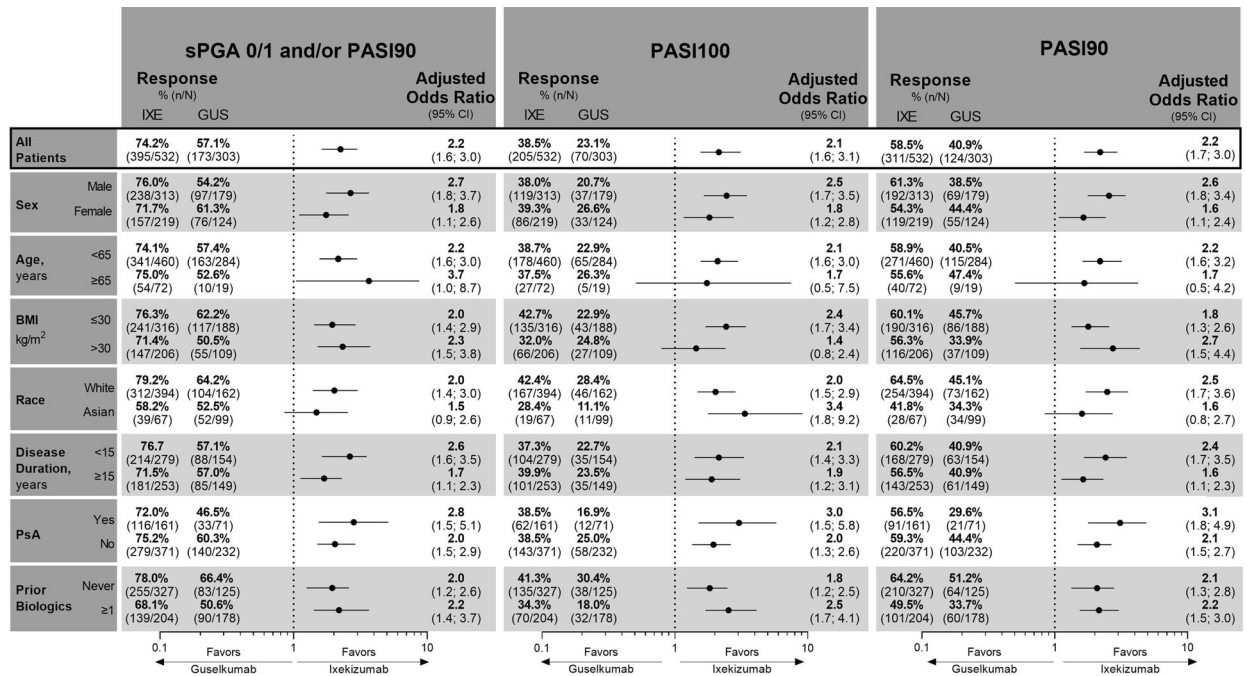 sPGA 0/1 and/or PASI90 PASI100 PASI90
Response Adjusted Response Adjusted Response Adjusted
% (n/N) Odds Ratio % (n/N) Odds Ratio % (n/N) Odds Ratio
IXE GUS (95% CI) IXE GUS (95% CI) IXE GUS (95% CI)
All 74.2% 57.1% 2.2 38.5% 23.1% 2.1 58.5% 40.9% 2.2
Patients (395/532) (173/303) (1.6; 3.0) (205/532) (70/303) (1.6; 3.1) (311/532) (124/303) (1.7; 3.0)
Male 76.0% 54.2% 2.7 38.0% 20.7% 2.5 61.3% 38.5% 2.6
Sex (238/313) (97/179) (1.8; 3.7) (119/313) (37/179) (1.7; 3.5) (192/313) (69/179) (1.8; 3.4)
Female 71.7% 61.3% 1.8 39.3% 26.6% 1.8 54.3% 44.4% 1.6
(157/219) (76/124) (1.1; 2.6) (86/219) (33/124) (1.2; 2.8) (119/219) (55/124) (1.1; 2.4)
Age, <65 74.1% 57.4% 2.2 38.7% 22.9% 2.1 58.9% 40.5% 2.2
(341/460) (163/284) (1.6; 3.0) (178/460) (65/284) (1.6; 3.0) (271/460) (115/284) (1.6; 3.2)
years ≥65 75.0% 52.6% 3.7 37.5% 26.3% 1.7 55.6% 47.4% 1.7
(54/72) (10/19) (1.0; 8.7) (27/72) (5/19) (0.5; 7.5) (40/72) (9/19) (0.5; 4.2)
BMI ≤30 76.3% 62.2% 2.0 42.7% 22.9% 2.4 60.1% 45.7% 1.8
(241/316) (117/188) (1.4; 2.9) (135/316) (43/188) (1.7; 3.4) (190/316) (86/188) (1.3; 2.6)
kg/m² >30 71.4% 50.5% 2.3 32.0% 24.8% 1.4 56.3% 33.9% 2.7
(147/206) (55/109) (1.5; 3.8) (66/206) (27/109) (0.8; 2.4) (116/206) (37/109) (1.5; 4.4)
White 79.2% 64.2% 2.0 42.4% 28.4% 2.0 64.5% 45.1% 2.5
Race (312/394) (104/162) (1.4; 3.0) (167/394) (46/162) (1.5; 2.9) (254/394) (73/162) (1.7; 3.6)
Asian 58.2% 52.5% 1.5 28.4% 11.1% 3.4 41.8% 34.3% 1.6
(39/67) (52/99) (0.9; 2.6) (19/67) (11/99) (1.8; 9.2) (28/67) (34/99) (0.8; 2.7)
Disease <15 76.7 57.1% 2.6 37.3% 22.7% 2.1 60.2% 40.9% 2.4
Duration, (214/279) (88/154) (1.6; 3.5) (104/279) (35/154) (1.4; 3.3) (168/279) (63/154) (1.7; 3.5)
years ≥15 71.5% 57.0% 1.7 39.9% 23.5% 1.9 56.5% 40.9% 1.6
(181/253) (85/149) (1.1; 2.3) (101/253) (35/149) (1.2; 3.1) (143/253) (61/149) (1.1; 2.3)
Yes 72.0% 46.5% 2.8 38.5% 16.9% 3.0 56.5% 29.6% 3.1
PsA (116/161) (33/71) (1.5; 5.1) (62/161) (12/71) (1.5; 5.8) (91/161) (21/71) (1.8; 4.9)
No 75.2% 60.3% 2.0 38.5% 25.0% 2.0 59.3% 44.4% 2.1
(279/371) (140/232) (1.5; 2.9) (143/371) (58/232) (1.3; 2.6) (220/371) (103/232) (1.5; 2.7)
Prior Never 78.0% 66.4% 2.0 41.3% 30.4% 1.8 64.2% 51.2% 2.1
(255/327) (83/125) (1.2; 2.6) (135/327) (38/125) (1.2; 2.5) (210/327) (64/125) (1.3; 2.8)
Biologics ≥1 68.1% 50.6% 2.2 34.3% 18.0% 2.5 49.5% 33.7% 2.2
(139/204) (90/178) (1.4; 3.7) (70/204) (32/178) (1.7; 4.1) (101/204) (60/178) (1.5; 3.0)
0.1 1 10 0.1 1 10 0.1 1 10
Favors Favors Favors Favors Favors Favors
Guselkumab Ixekizumab Guselkumab Ixekizumab Guselkumab Ixekizumab